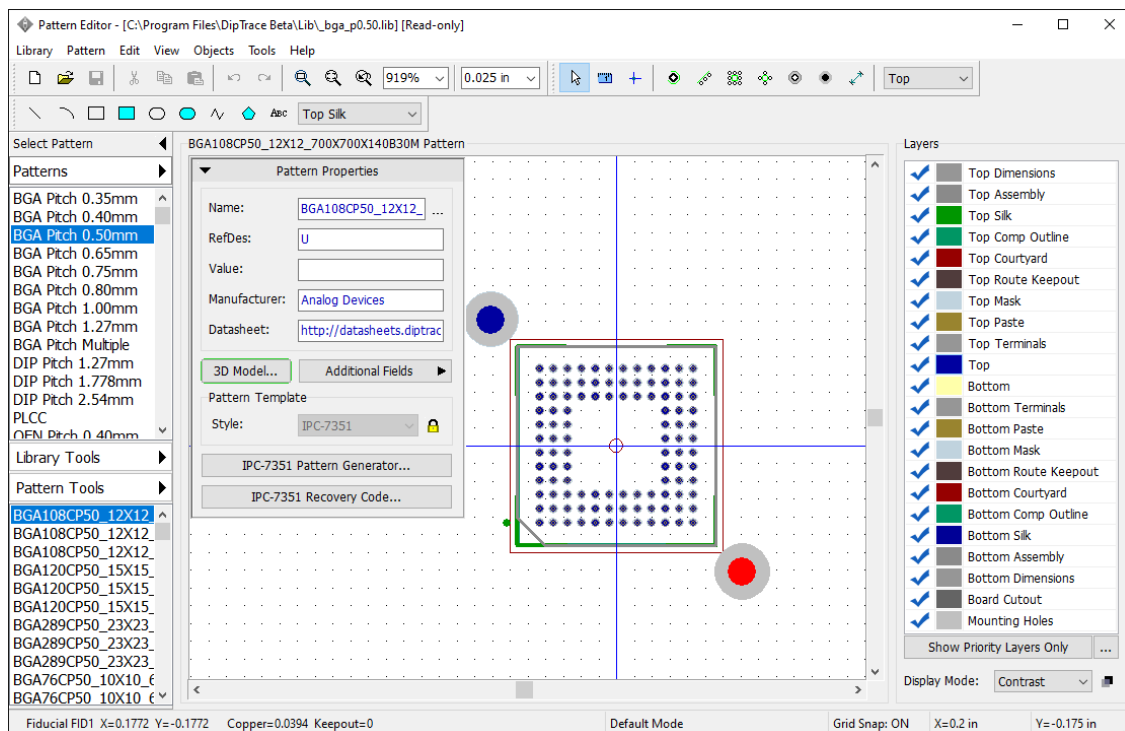 Pattern Editor - [C:\Program Files\DipTrace Beta\Lib\_bga_p0.50.lib] [Read-only]
Library Pattern Edit View Objects Tools Help
919% 0.025 in Top
ABC Top Silk
Select Pattern
Patterns
BGA Pitch 0.35mm
BGA Pitch 0.40mm
BGA Pitch 0.50mm
BGA Pitch 0.65mm
BGA Pitch 0.75mm
BGA Pitch 0.80mm
BGA Pitch 1.00mm
BGA Pitch 1.27mm
BGA Pitch Multiple
DIP Pitch 1.27mm
DIP Pitch 1.778mm
DIP Pitch 2.54mm
PLCC
QFN Pitch 0.40mm
Library Tools
Pattern Tools
BGA108CP50_12X12_
BGA108CP50_12X12_
BGA108CP50_12X12_
BGA120CP50_15X15_
BGA120CP50_15X15_
BGA120CP50_15X15_
BGA289CP50_23X23_
BGA289CP50_23X23_
BGA289CP50_23X23_
BGA76CP50_10X10_6
BGA76CP50_10X10_6
BGA108CP50_12X12_700X700X140B30M Pattern
Pattern Properties
Name: BGA108CP50_12X12_ ...
RefDes: U
Value:
Manufacturer: Analog Devices
Datasheet: http://datasheets.diptrac
3D Model... Additional Fields
Pattern Template
Style: IPC-7351
IPC-7351 Pattern Generator...
IPC-7351 Recovery Code...
Layers
Top Dimensions
Top Assembly
Top Silk
Top Comp Outline
Top Courtyard
Top Route Keepout
Top Mask
Top Paste
Top Terminals
Top
Bottom
Bottom Terminals
Bottom Paste
Bottom Mask
Bottom Route Keepout
Bottom Courtyard
Bottom Comp Outline
Bottom Silk
Bottom Assembly
Bottom Dimensions
Board Cutout
Mounting Holes
Show Priority Layers Only ...
Display Mode: Contrast
Fiducial FID1 X=0.1772 Y=-0.1772 Copper=0.0394 Keepout=0 Default Mode Grid Snap: ON X=0.2 in Y=-0.175 in